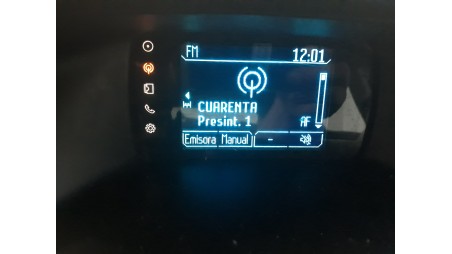 FM 12:01
CUARENTA
Presint. 1 AF
Emisora Manual -